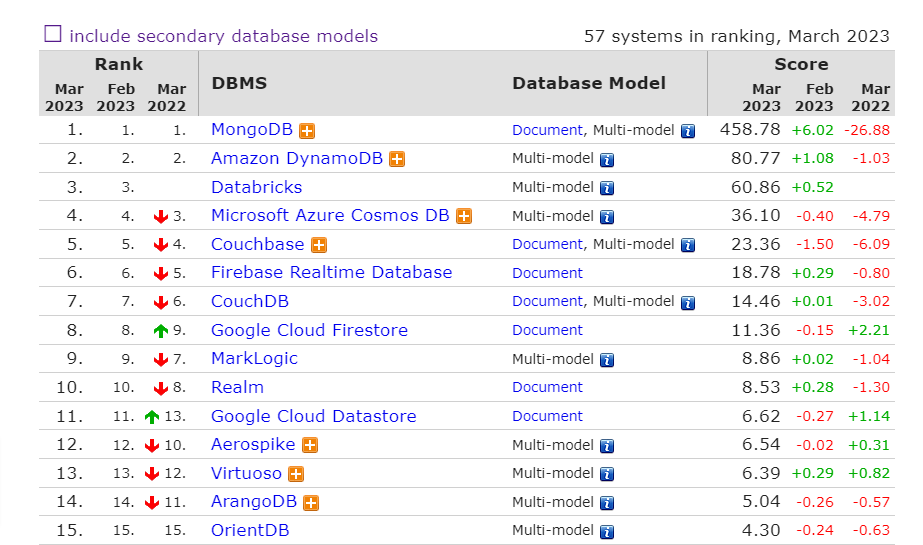 include secondary database models 57 systems in ranking, March 2023
Rank Score
DBMS Database Model
Mar Feb Mar Mar Feb Mar
2023 2023 2022 2023 2023 2022
1. 1. 1. MongoDB Document, Multi-model 458.78 +6.02 -26.88
2. 2. 2. Amazon DynamoDB Multi-model 80.77 +1.08 -1.03
3. 3. Databricks Multi-model 60.86 +0.52
4. 4. 3. Microsoft Azure Cosmos DB Multi-model 36.10 -0.40 -4.79
5. 5. 4. Couchbase Document, Multi-model 23.36 -1.50 -6.09
6. 6. 5. Firebase Realtime Database Document 18.78 +0.29 -0.80
7. 7. 6. CouchDB Document, Multi-model 14.46 +0.01 -3.02
8. 8. 9. Google Cloud Firestore Document 11.36 -0.15 +2.21
9. 9. 7. MarkLogic Multi-model 8.86 +0.02 -1.04
10. 10. 8. Realm Document 8.53 +0.28 -1.30
11. 11. 13. Google Cloud Datastore Document 6.62 -0.27 +1.14
12. 12. 10. Aerospike Multi-model 6.54 -0.02 +0.31
13. 13. 12. Virtuoso Multi-model 6.39 +0.29 +0.82
14. 14. 11. ArangoDB Multi-model 5.04 -0.26 -0.57
15. 15. 15. OrientDB Multi-model 4.30 -0.24 -0.63